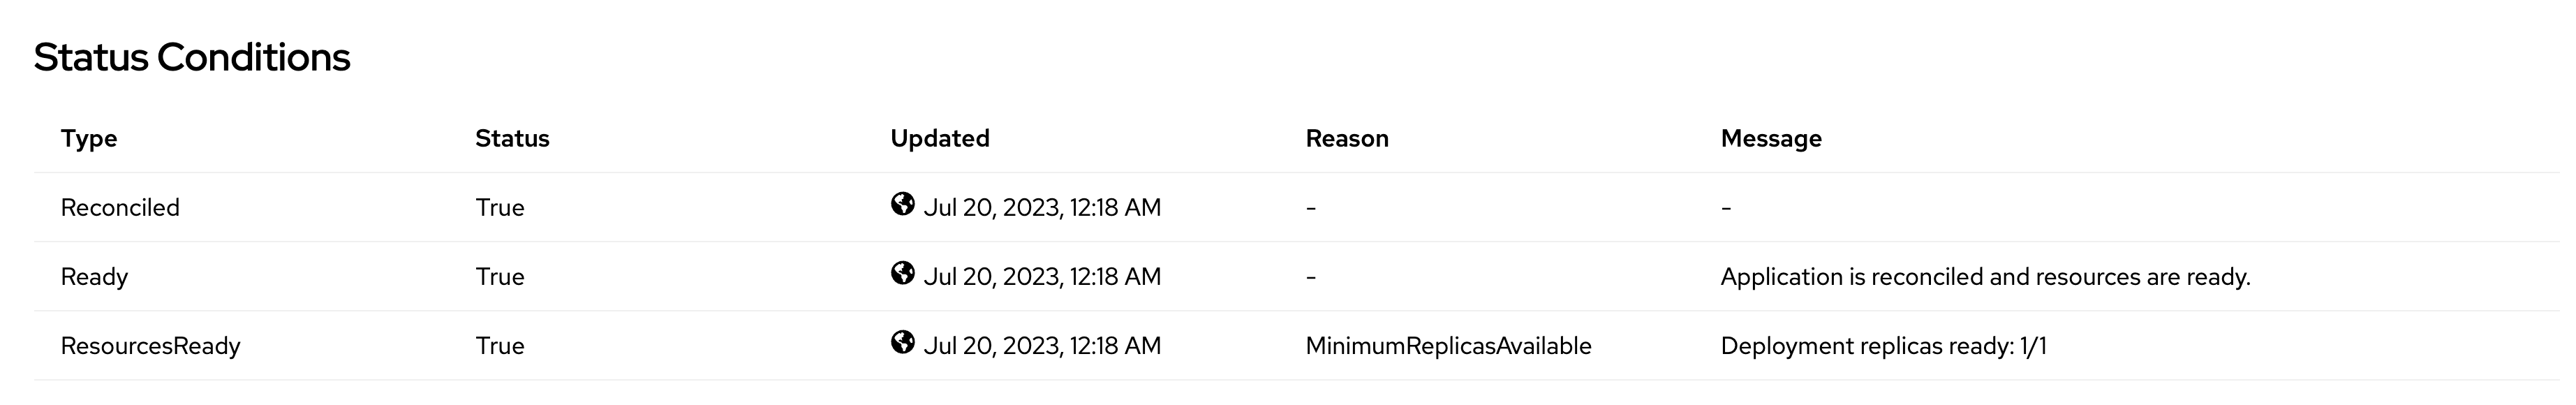 Status Conditions
Type Status Updated Reason Message
Reconciled True Jul 20, 2023, 12:18 AM - -
Ready True Jul 20, 2023, 12:18 AM - Application is reconciled and resources are ready.
ResourcesReady True Jul 20, 2023, 12:18 AM MinimumReplicasAvailable Deployment replicas ready: 1/1